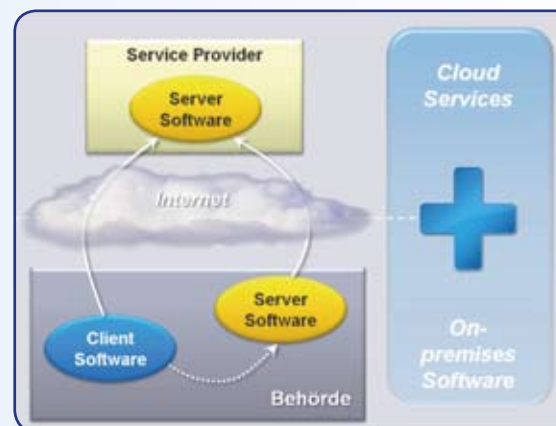 Service Provider
Server
Software
Internet
Server
Software
Client
Software
Behörde
Cloud
Services
On-
premises
Software